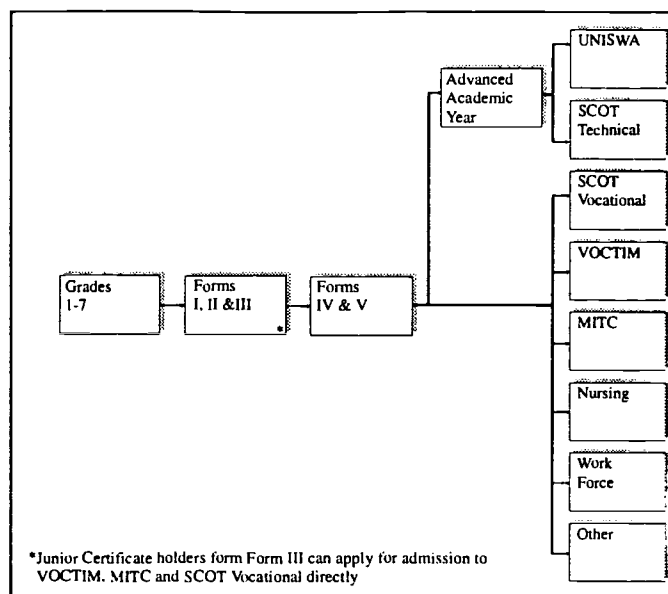 UNISWA
Advanced
Academic
Year
SCOT
Technical
SCOT
Vocational
Grades
1-7
Forms
I, II &III
*
Forms
IV & V
VOCTIM
MITC
Nursing
Work
Force
Other
*Junior Certificate holders form Form III can apply for admission to
VOCTIM. MITC and SCOT Vocational directly